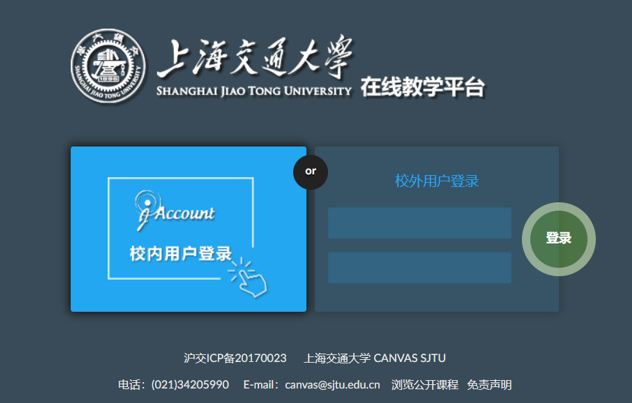 上海交通大學
SHANGHAI JIAO TONG UNIVERSITY 在线教学平台
or
校外用户登录
jAccount
校内用户登录
登录
沪交ICP备20170023 上海交通大学 CANVAS SJTU
电话：(021)34205990 E-mail：canvas@sjtu.edu.cn 浏览公开课程 免责声明